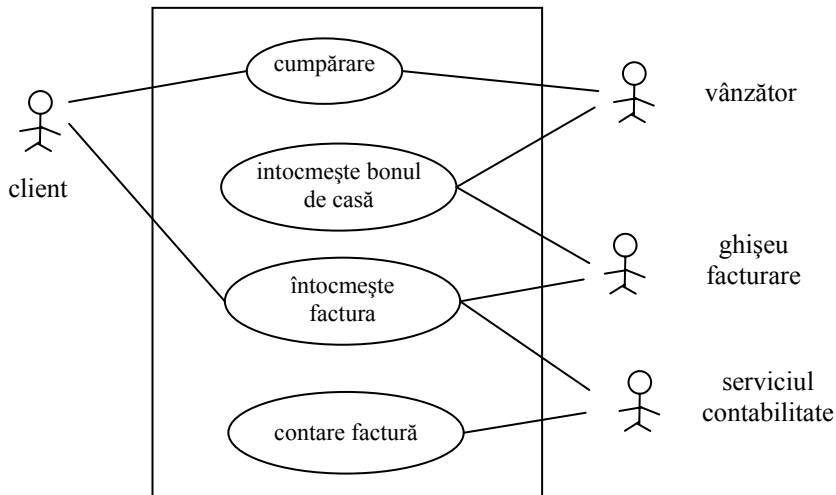 cumpărare
vânzător
client
intocmeşte bonul
de casă
ghişeu
facturare
întocmeşte
factura
serviciul
contabilitate
contare factură